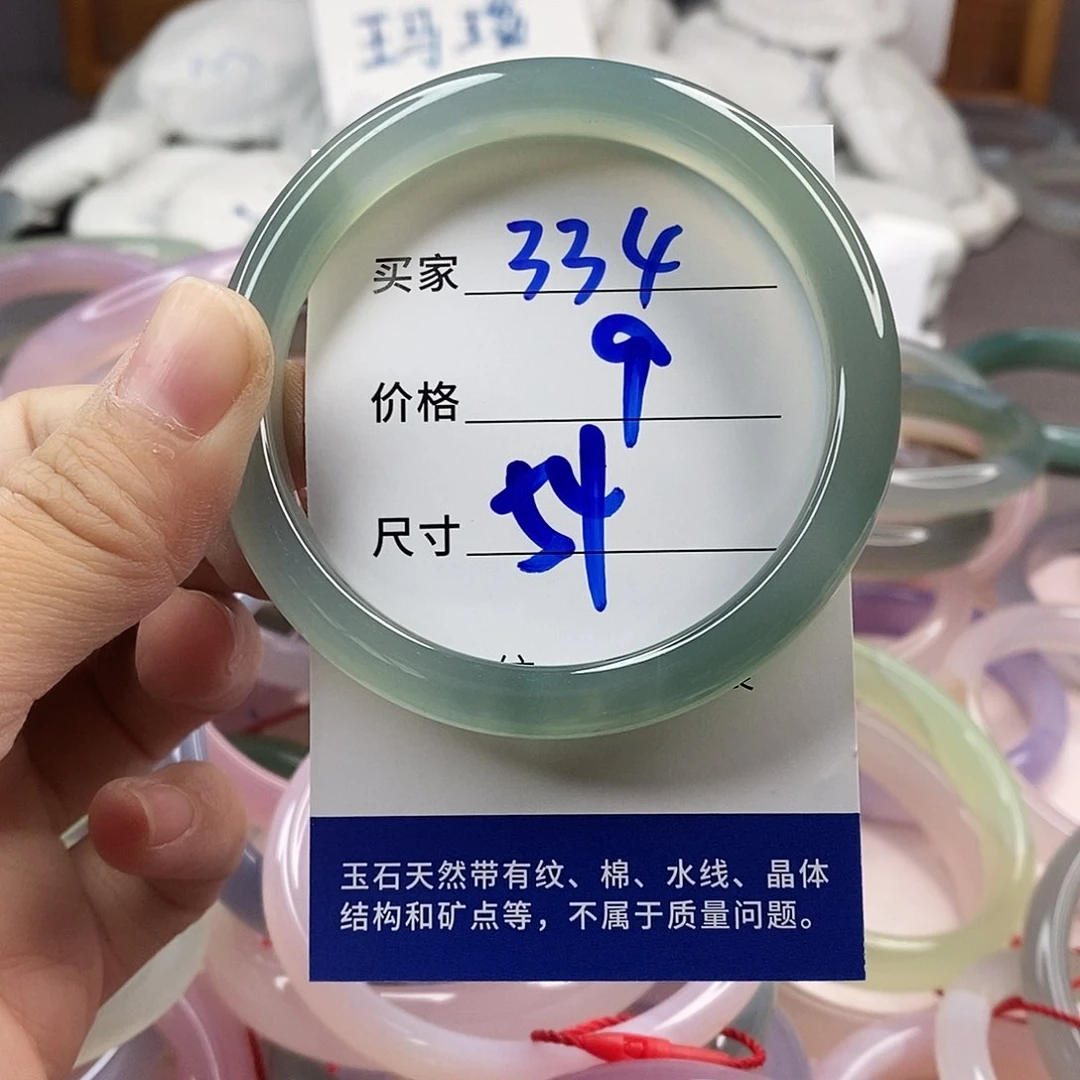 玉玛瑙
买家 334
价格 9
尺寸 54
玉石天然带有纹、棉、水线、晶体
结构和矿点等，不属于质量问题。